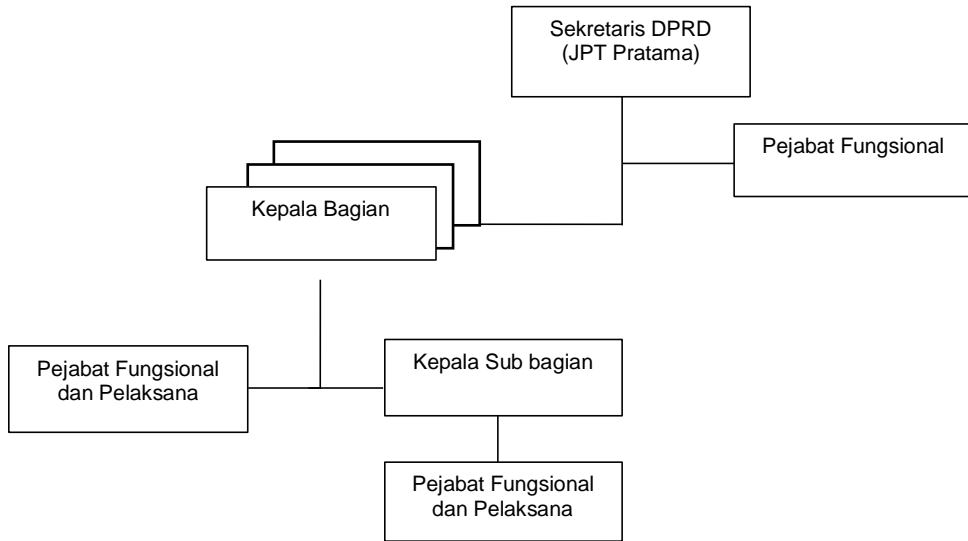 Sekretaris DPRD
(JPT Pratama)
Pejabat Fungsional
Kepala Bagian
Pejabat Fungsional
dan Pelaksana
Kepala Sub bagian
Pejabat Fungsional
dan Pelaksana